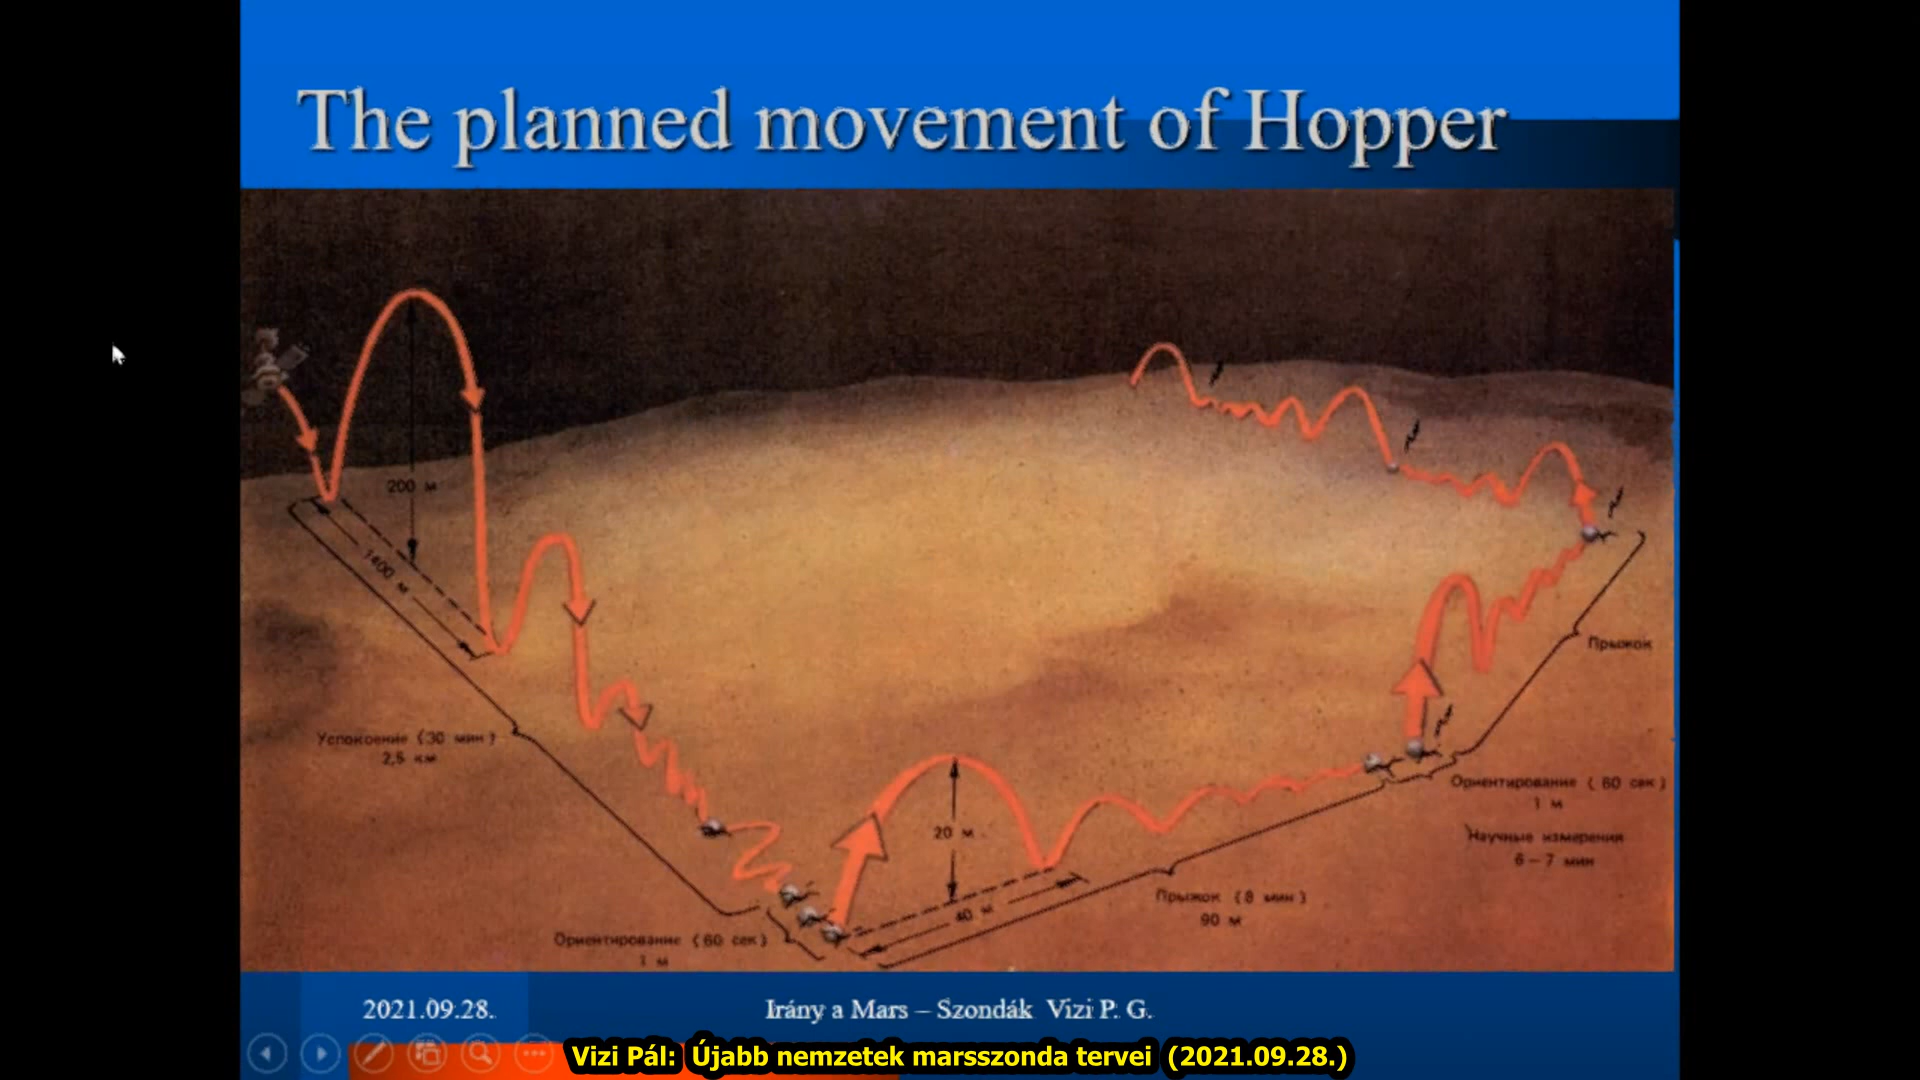 The planned movement of Hopper
200 м
1400 м
Успокоение (30 мин)
2,5 км
Ориентирование (60 сек)
1 м
20 м
40 м
Прыжок (8 мин)
90 м
Прыжок
Ориентирование (60 сек)
1 м
Научные измерения
6–7 мин
2021.09.28.
Irány a Mars – Szondák Vizi P. G.
Vizi Pál: Újabb nemzetek marsszonda tervei (2021.09.28.)